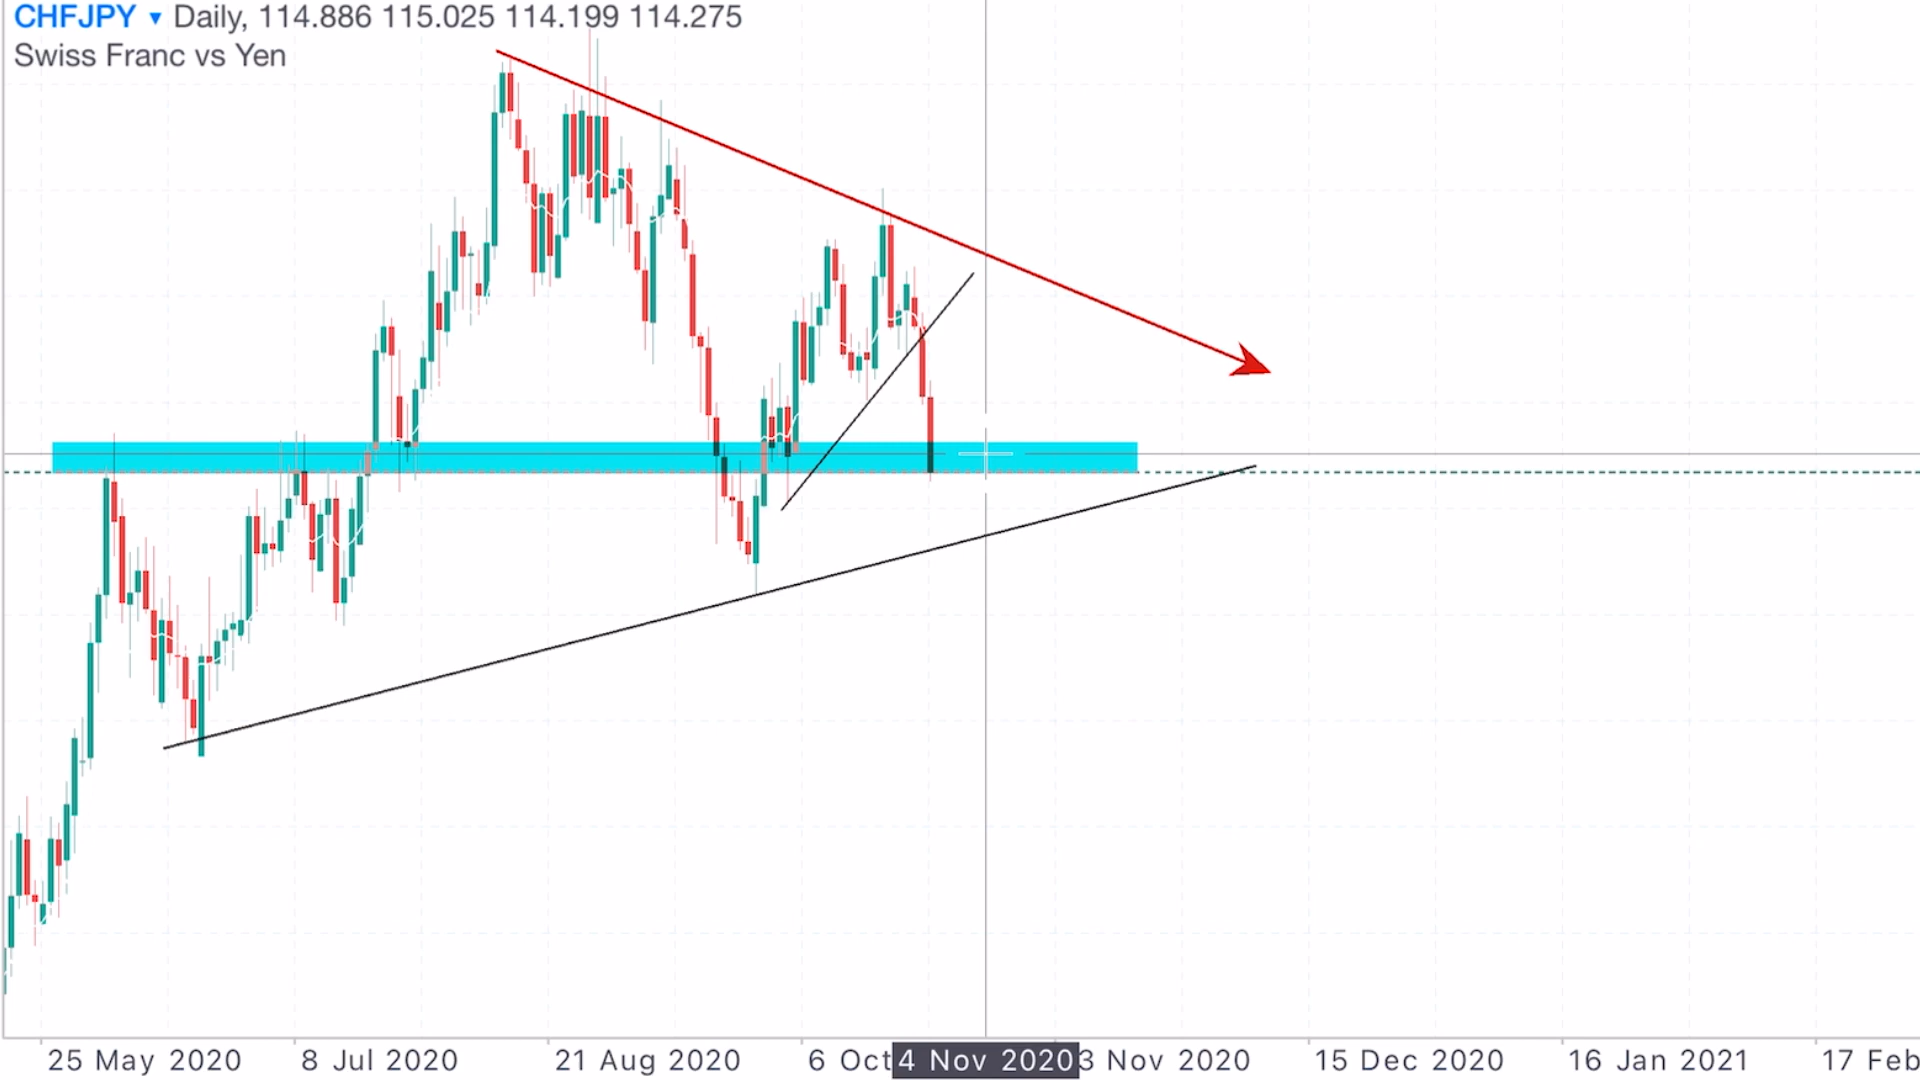 CHFJPY ▾ Daily, 114.886 115.025 114.199 114.275
Swiss Franc vs Yen
25 May 2020 8 Jul 2020 21 Aug 2020 6 Oct 4 Nov 2020 3 Nov 2020 15 Dec 2020 16 Jan 2021 17 Feb